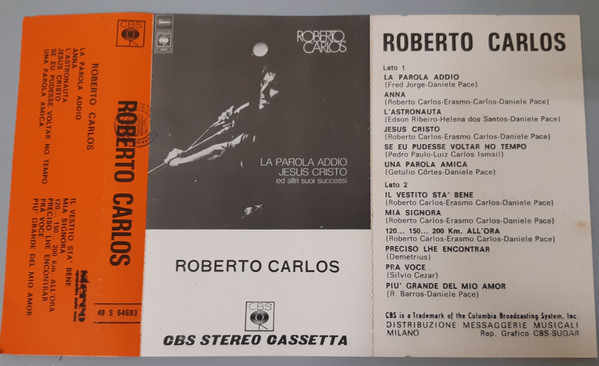 CBS
ROBERTO CARLOS
LA PAROLA ADDIO
ANNA
L'ASTRONAUTA
JESUS CRISTO
SE EU PUDESSE VOLTAR NO TEMPO
UNA PAROLA AMICA
IL VESTITO STA' BENE
MIA SIGNORA
120... 150... 200 Km. ALL'ORA
PRECISO LHE ENCONTRAR
PRA VOCE
PIU' GRANDE DEL MIO AMOR
ROBERTO CARLOS
stereo
40 S 64683
ROBERTO
CARLOS
LA PAROLA ADDIO
JESUS CRISTO
ed altri suoi successi
ROBERTO CARLOS
CBS
CBS STEREO CASSETTA
ROBERTO CARLOS
Lato 1
LA PAROLA ADDIO
(Fred Jorge-Daniele Pace)
ANNA
(Roberto Carlos-Erasmo-Carlos-Daniele Pace)
L'ASTRONAUTA
(Edson Ribeiro-Helena dos Santos-Daniele Pace)
JESUS CRISTO
(Roberto Carlos-Erasmo Carlos-Daniele Pace)
SE EU PUDESSE VOLTAR NO TEMPO
(Pedro Paulo-Luiz Carlos Ismail)
UNA PAROLA AMICA
(Getulio Côrtes-Daniele Pace)
Lato 2
IL VESTITO STA' BENE
(Roberto Carlos-Erasmo Carlos-Daniele Pace)
MIA SIGNORA
(Roberto Carlos-Erasmo Carlos-Daniele Pace)
120... 150... 200 Km. ALL'ORA
(Roberto Carlos-Erasmo Carlos-Daniele Pace)
PRECISO LHE ENCONTRAR
(Demetrius)
PRA VOCE
(Silvio Cezar)
PIU' GRANDE DEL MIO AMOR
(R. Barros-Daniele Pace)
CBS is a Trademark of the Columbia Broadcasting System, Inc.
DISTRIBUZIONE MESSAGGERIE MUSICALI
MILANO Rep. Grafico CBS-SUGAR